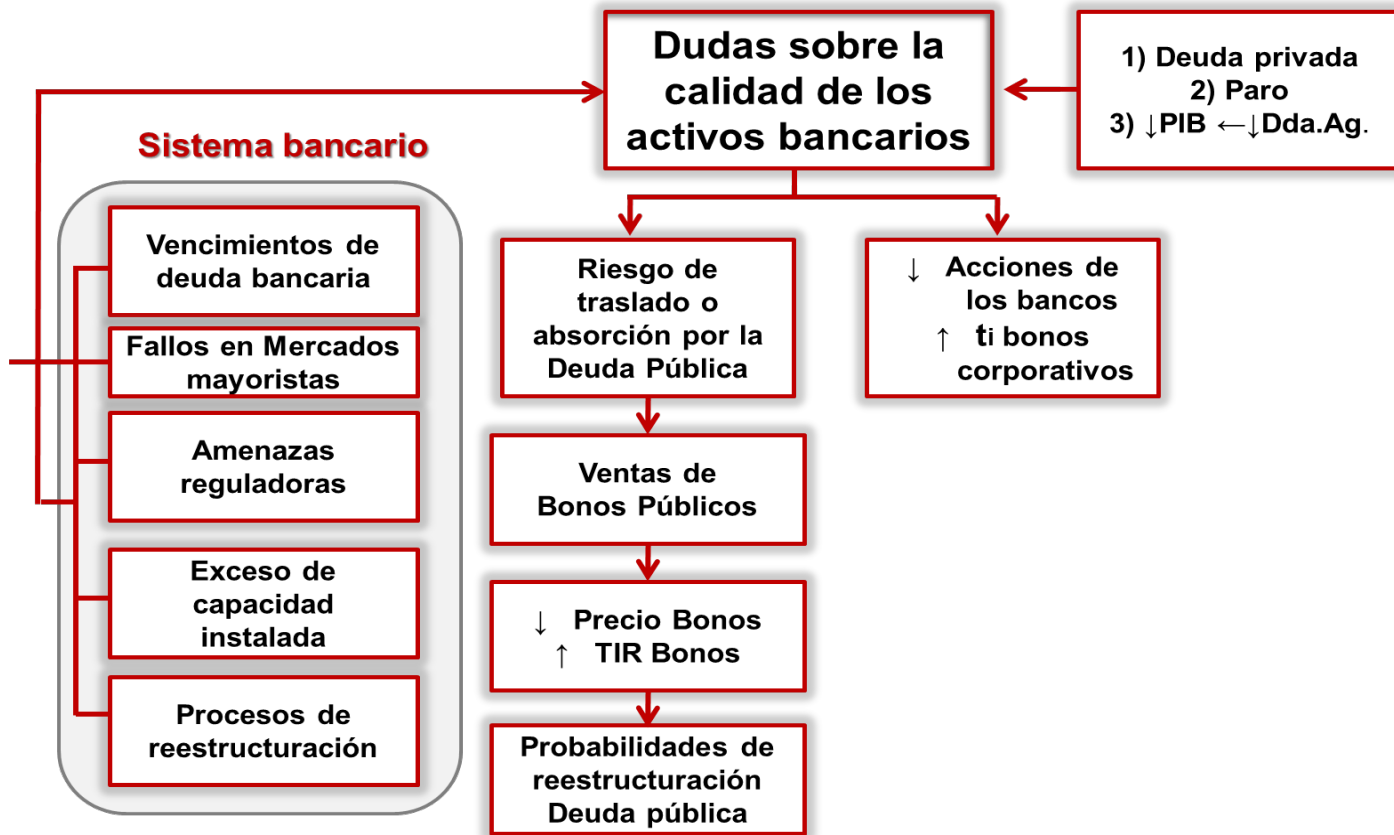 Dudas sobre la
calidad de los
activos bancarios
1) Deuda privada
2) Paro
3) ↓PIB ←↓Dda.Ag.
Sistema bancario
Vencimientos de
deuda bancaria
Fallos en Mercados
mayoristas
Amenazas
reguladoras
Exceso de
capacidad
instalada
Procesos de
reestructuración
Riesgo de
traslado o
absorción por la
Deuda Pública
↓ Acciones de
los bancos
↑ ti bonos
corporativos
Ventas de
Bonos Públicos
↓ Precio Bonos
↑ TIR Bonos
Probabilidades de
reestructuración
Deuda pública